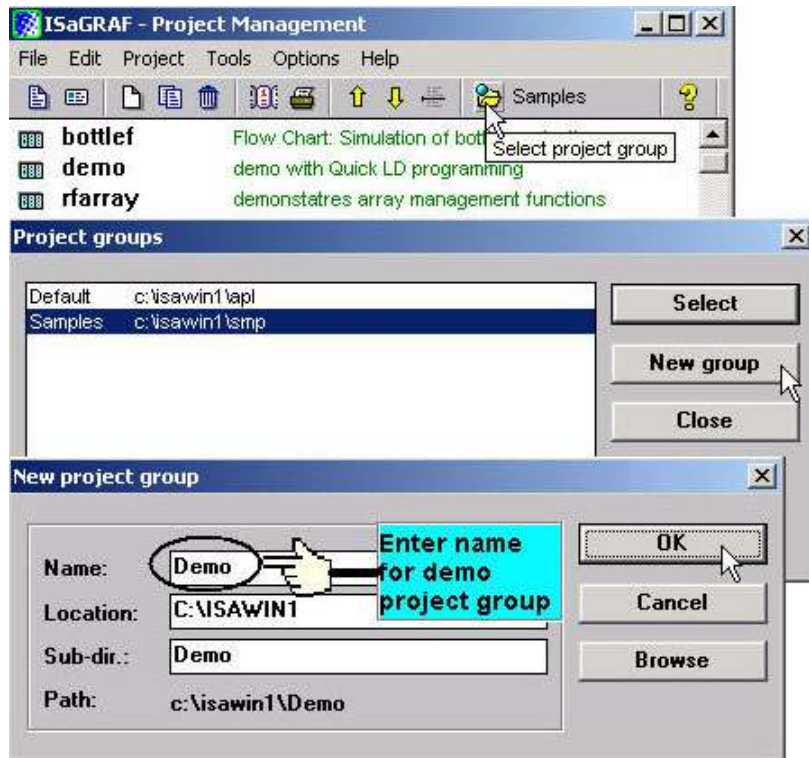 ISaGRAF - Project Management
File Edit Project Tools Options Help
Samples
bottlef Flow Chart: Simulation of
Select project group
demo demo with Quick LD programming
rfarray demonstatres array management functions
Project groups
Default c:\isawin1\apl
Samples c:\isawin1\smp
Select
New group
Close
New project group
Name: Demo
Enter name
for demo
project group
Location: C:\ISAWIN1
Sub-dir.: Demo
Path: c:\isawin1\Demo
OK
Cancel
Browse